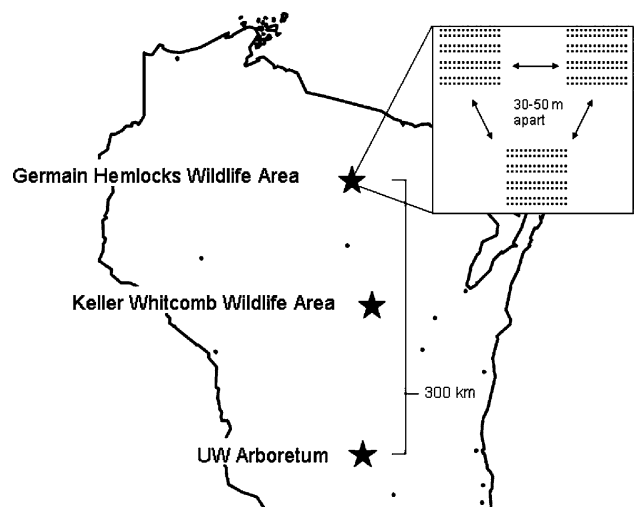 30-50 m
apart
Germain Hemlocks Wildlife Area
Keller Whitcomb Wildlife Area
300 km
UW Arboretum